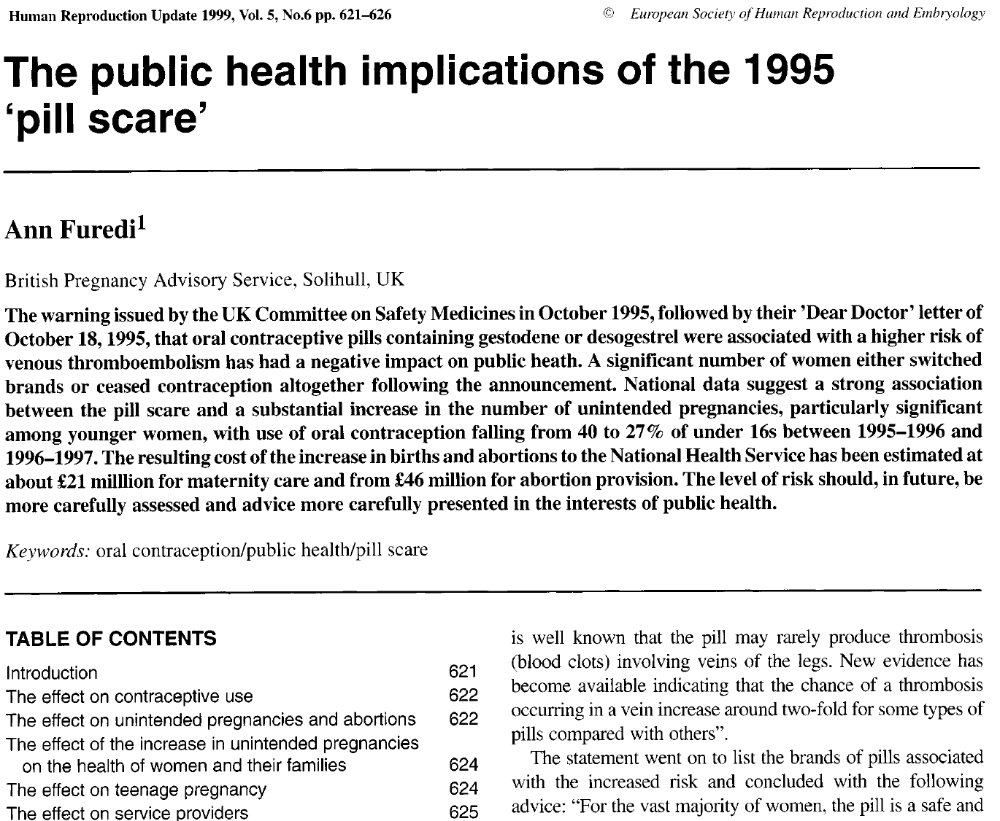 Human Reproduction Update 1999, Vol. 5, No.6 pp. 621–626
© European Society of Human Reproduction and Embryology
The public health implications of the 1995
‘pill scare’
Ann Furedi1
British Pregnancy Advisory Service, Solihull, UK
The warning issued by the UK Committee on Safety Medicines in October 1995, followed by their ’Dear Doctor’ letter of
October 18, 1995, that oral contraceptive pills containing gestodene or desogestrel were associated with a higher risk of
venous thromboembolism has had a negative impact on public heath. A significant number of women either switched
brands or ceased contraception altogether following the announcement. National data suggest a strong association
between the pill scare and a substantial increase in the number of unintended pregnancies, particularly significant
among younger women, with use of oral contraception falling from 40 to 27% of under 16s between 1995–1996 and
1996–1997. The resulting cost of the increase in births and abortions to the National Health Service has been estimated at
about £21 milllion for maternity care and from £46 million for abortion provision. The level of risk should, in future, be
more carefully assessed and advice more carefully presented in the interests of public health.
Keywords: oral contraception/public health/pill scare
TABLE OF CONTENTS
Introduction 621
The effect on contraceptive use 622
The effect on unintended pregnancies and abortions 622
The effect of the increase in unintended pregnancies
on the health of women and their families 624
The effect on teenage pregnancy 624
The effect on service providers 625
is well known that the pill may rarely produce thrombosis
(blood clots) involving veins of the legs. New evidence has
become available indicating that the chance of a thrombosis
occurring in a vein increase around two-fold for some types of
pills compared with others”.
The statement went on to list the brands of pills associated
with the increased risk and concluded with the following
advice: “For the vast majority of women, the pill is a safe and